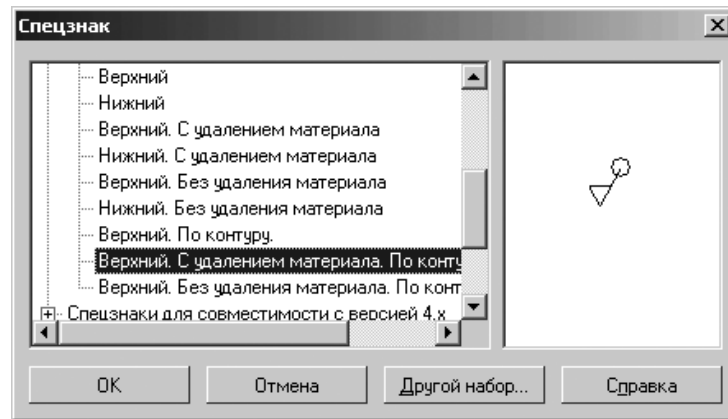 Спецзнак
Верхний
Нижний
Верхний. С удалением материала
Нижний. С удалением материала
Верхний. Без удаления материала
Нижний. Без удаления материала
Верхний. По контуру.
Верхний. С удалением материала. По конту
Верхний. Без удаления материала. По конт
Спецзнаки для совместимости с версией 4.x
OK
Отмена
Другой набор...
Справка